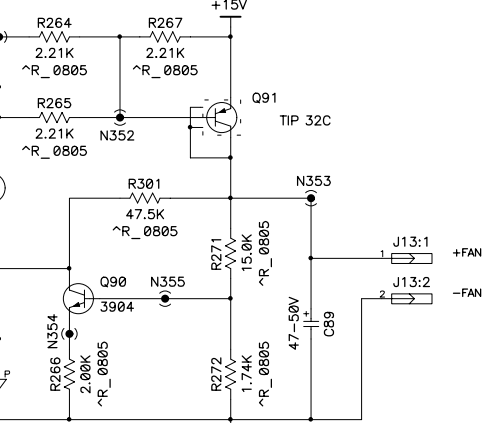 +15V
R264
2.21K
^R_0805
R267
2.21K
^R_0805
Q91
TIP 32C
R265
2.21K
^R_0805
N352
R301
47.5K
^R_0805
N353
R271
15.0K
^R_0805
J13:1
1
+FAN
Q90
3904
N355
J13:2
2
-FAN
N354
47-50V
+
C89
R266
2.00K
^R_0805
R272
1.74K
^R_0805
P